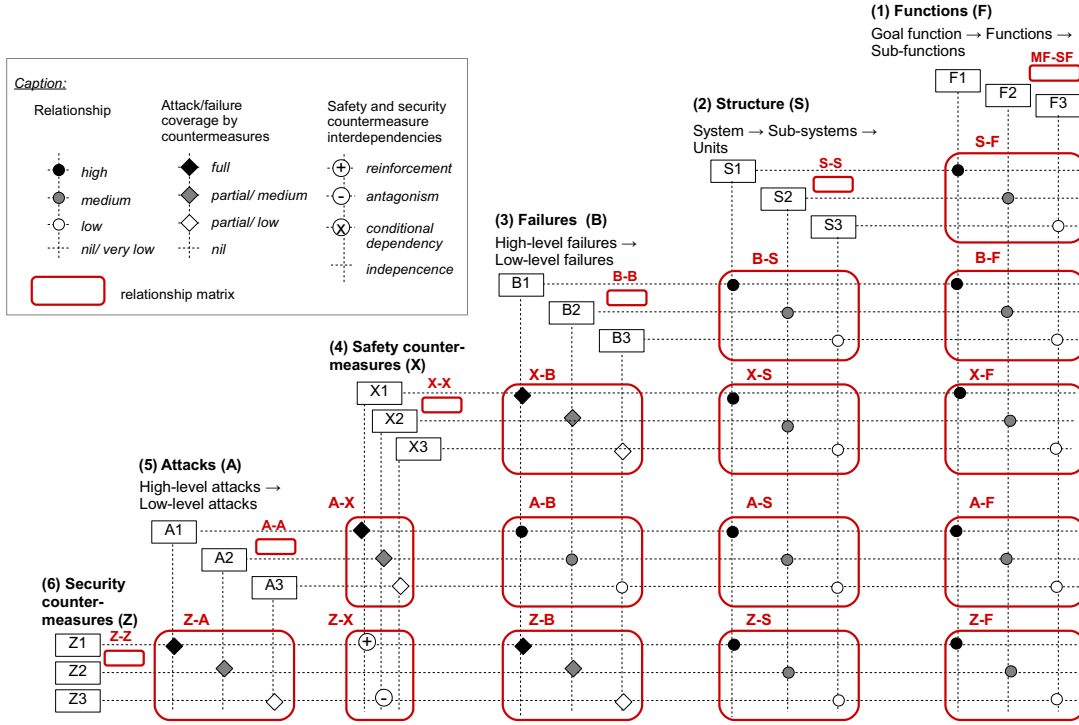 (1) Functions (F)
Goal function → Functions →
Sub-functions
MF-SF
F1
F2
F3
Caption:
Relationship
high
medium
low
nil/ very low
Attack/failure
coverage by
countermeasures
full
partial/ medium
partial/ low
nil
Safety and security
countermeasure
interdependencies
+
reinforcement
-
antagonism
X
conditional
dependency
indepencence
relationship matrix
(2) Structure (S)
System → Sub-systems →
Units
S-S
S1
S2
S3
S-F
(3) Failures (B)
High-level failures →
Low-level failures
B-B
B1
B2
B3
B-S
B-F
(4) Safety counter-
measures (X)
X-X
X1
X2
X3
X-B
X-S
X-F
(5) Attacks (A)
High-level attacks →
Low-level attacks
A-A
A1
A2
A3
A-X
A-B
A-S
A-F
(6) Security
counter-
measures (Z)
Z-Z
Z1
Z2
Z3
Z-A
Z-X
+
-
Z-B
Z-S
Z-F